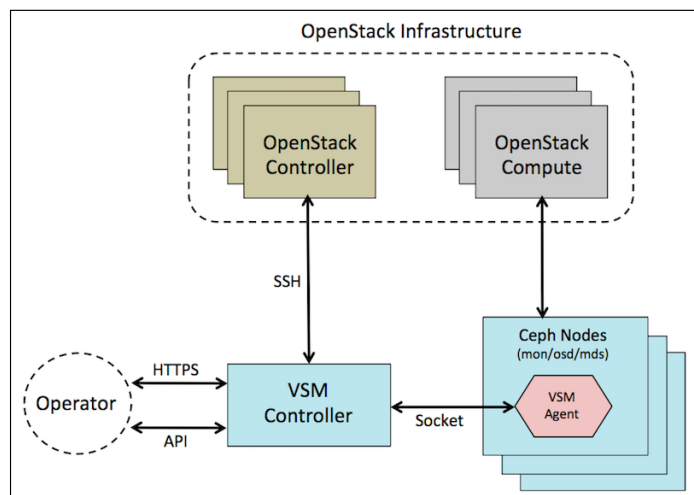 OpenStack Infrastructure
OpenStack
Controller
OpenStack
Compute
SSH
Ceph Nodes
(mon/osd/mds)
HTTPS
Operator
API
VSM
Controller
Socket
VSM
Agent